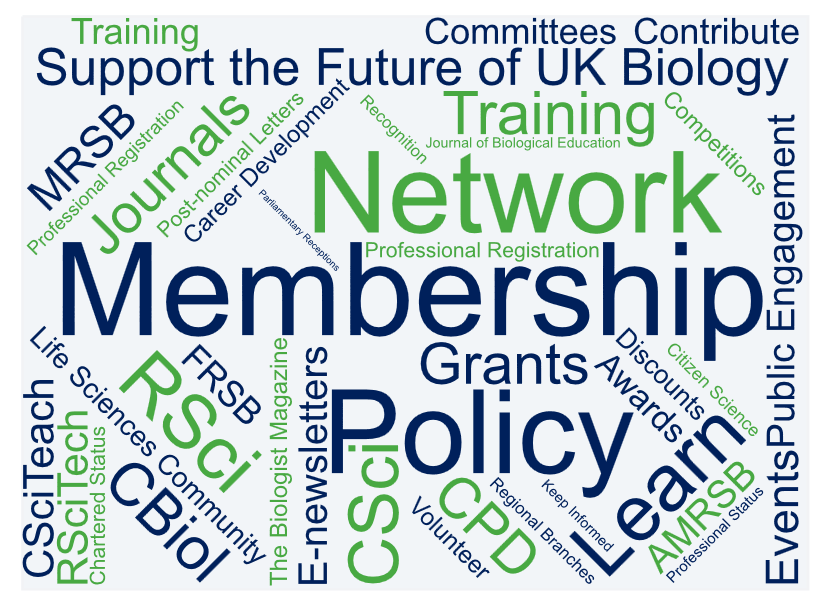 Training
Committees
Contribute
Support the Future of UK Biology
MRSB
Professional Registration
Journals
Post-nominal Letters
Career Development
Recognition
Training
Journal of Biological Education
Competitions
Network
Parliamentary Receptions
Professional Registration
Public Engagement
Membership
Life Sciences Community
FRSB
RSci
The Biologist Magazine
E-newsletters
Grants
Discounts
Citizen Science
Awards
Policy
Learn
CSciTeach
RSciTech
Chartered Status
CBiol
CSci
CPD
Volunteer
Regional Branches
Keep Informed
AMRSB
Professional Status
Events